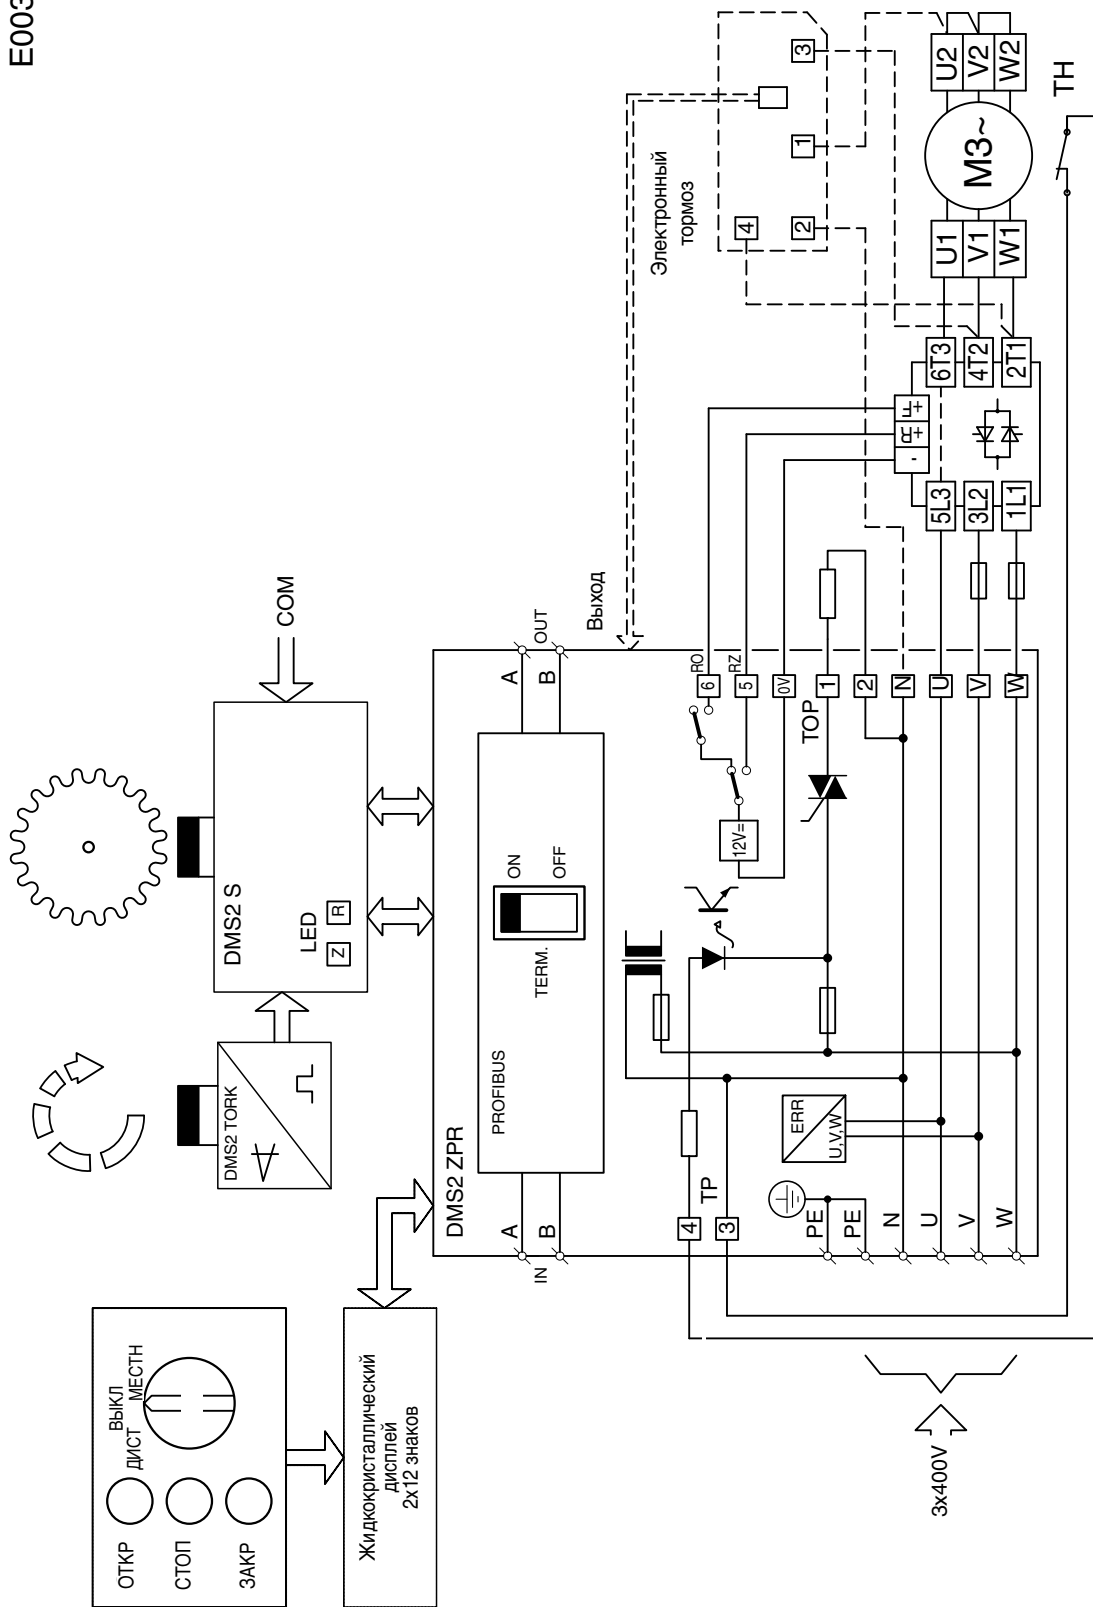 E003
ОТКР
СТОП
ЗАКР
ДИСТ
ВЫКЛ
МЕСТН
Жидкокристаллический
дисплей
2x12 знаков
DMS2 TORK
DMS2 S
LED
Z
R
COM
DMS2 ZPR
PROFIBUS
TERM.
ON
OFF
A
B
IN
A
B
OUT
Выход
Электронный
тормоз
4
2
1
3
4
3
TP
PE
PE
N
U
V
W
ERR
U,V,W
12V=
RO
6
RZ
5
0V
TOP
1
2
N
U
V
W
-
+R
+F
5L3
3L2
1L1
6T3
4T2
2T1
U1
V1
W1
M3~
U2
V2
W2
TH
3x400V